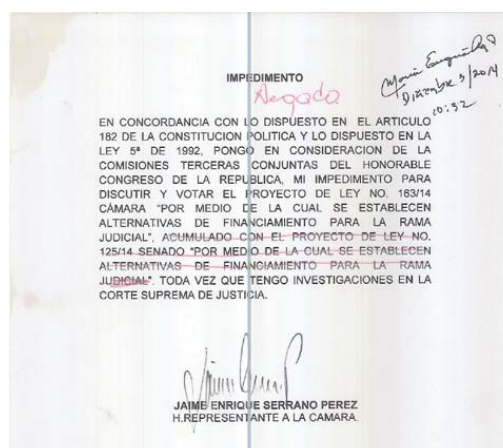 IMPEDIMENTO
Negado
Diciembre 3/2014
10:32
EN CONCORDANCIA CON LO DISPUESTO EN EL ARTICULO
182 DE LA CONSTITUCION POLITICA Y LO DISPUESTO EN LA
LEY 5ª DE 1992, PONGO EN CONSIDERACION DE LA
COMISIONES TERCERAS CONJUNTAS DEL HONORABLE
CONGRESO DE LA REPUBLICA, MI IMPEDIMENTO PARA
DISCUTIR Y VOTAR EL PROYECTO DE LEY NO. 163/14
CÁMARA "POR MEDIO DE LA CUAL SE ESTABLECEN
ALTERNATIVAS DE FINANCIAMIENTO PARA LA RAMA
JUDICIAL", ACUMULADO CON EL PROYECTO DE LEY NO.
125/14 SENADO "POR MEDIO DE LA CUAL SE ESTABLECEN
ALTERNATIVAS DE FINANCIAMIENTO PARA LA RAMA
JUDICIAL". TODA VEZ QUE TENGO INVESTIGACIONES EN LA
CORTE SUPREMA DE JUSTICIA.
JAIME ENRIQUE SERRANO PEREZ
H.REPRESENTANTE A LA CAMARA.